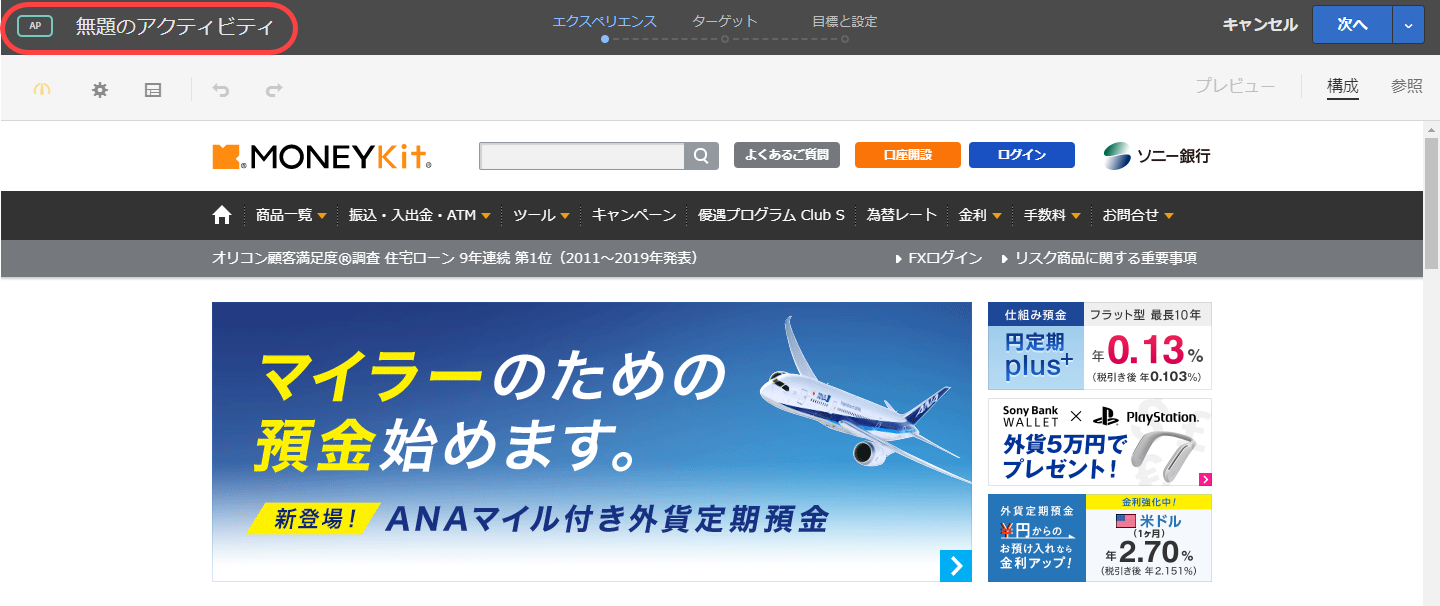 AP 無題のアクティビティ
エクスペリエンス ターゲット 目標と設定
キャンセル 次へ
プレビュー 構成 参照
MONEYKit
よくあるご質問 口座開設 ログイン ソニー銀行
商品一覧 振込・入出金・ATM ツール キャンペーン 優遇プログラム Club S 為替レート 金利 手数料 お問合せ
オリコン顧客満足度®調査 住宅ローン 9年連続 第1位（2011～2019年発表） FXログイン リスク商品に関する重要事項
マイラーのための
預金始めます。
新登場！ ANAマイル付き外貨定期預金
ANA
仕組み預金 フラット型 最長10年
円定期
plus+
年0.13%
(税引き後 年0.103%)
Sony Bank
WALLET
× PlayStation.
外貨5万円で
プレゼント！
外貨定期預金
¥円からの
お預け入れなら
金利アップ！
金利強化中！
米ドル
(1ヶ月)
年2.70%
(税引き後 年2.151%)